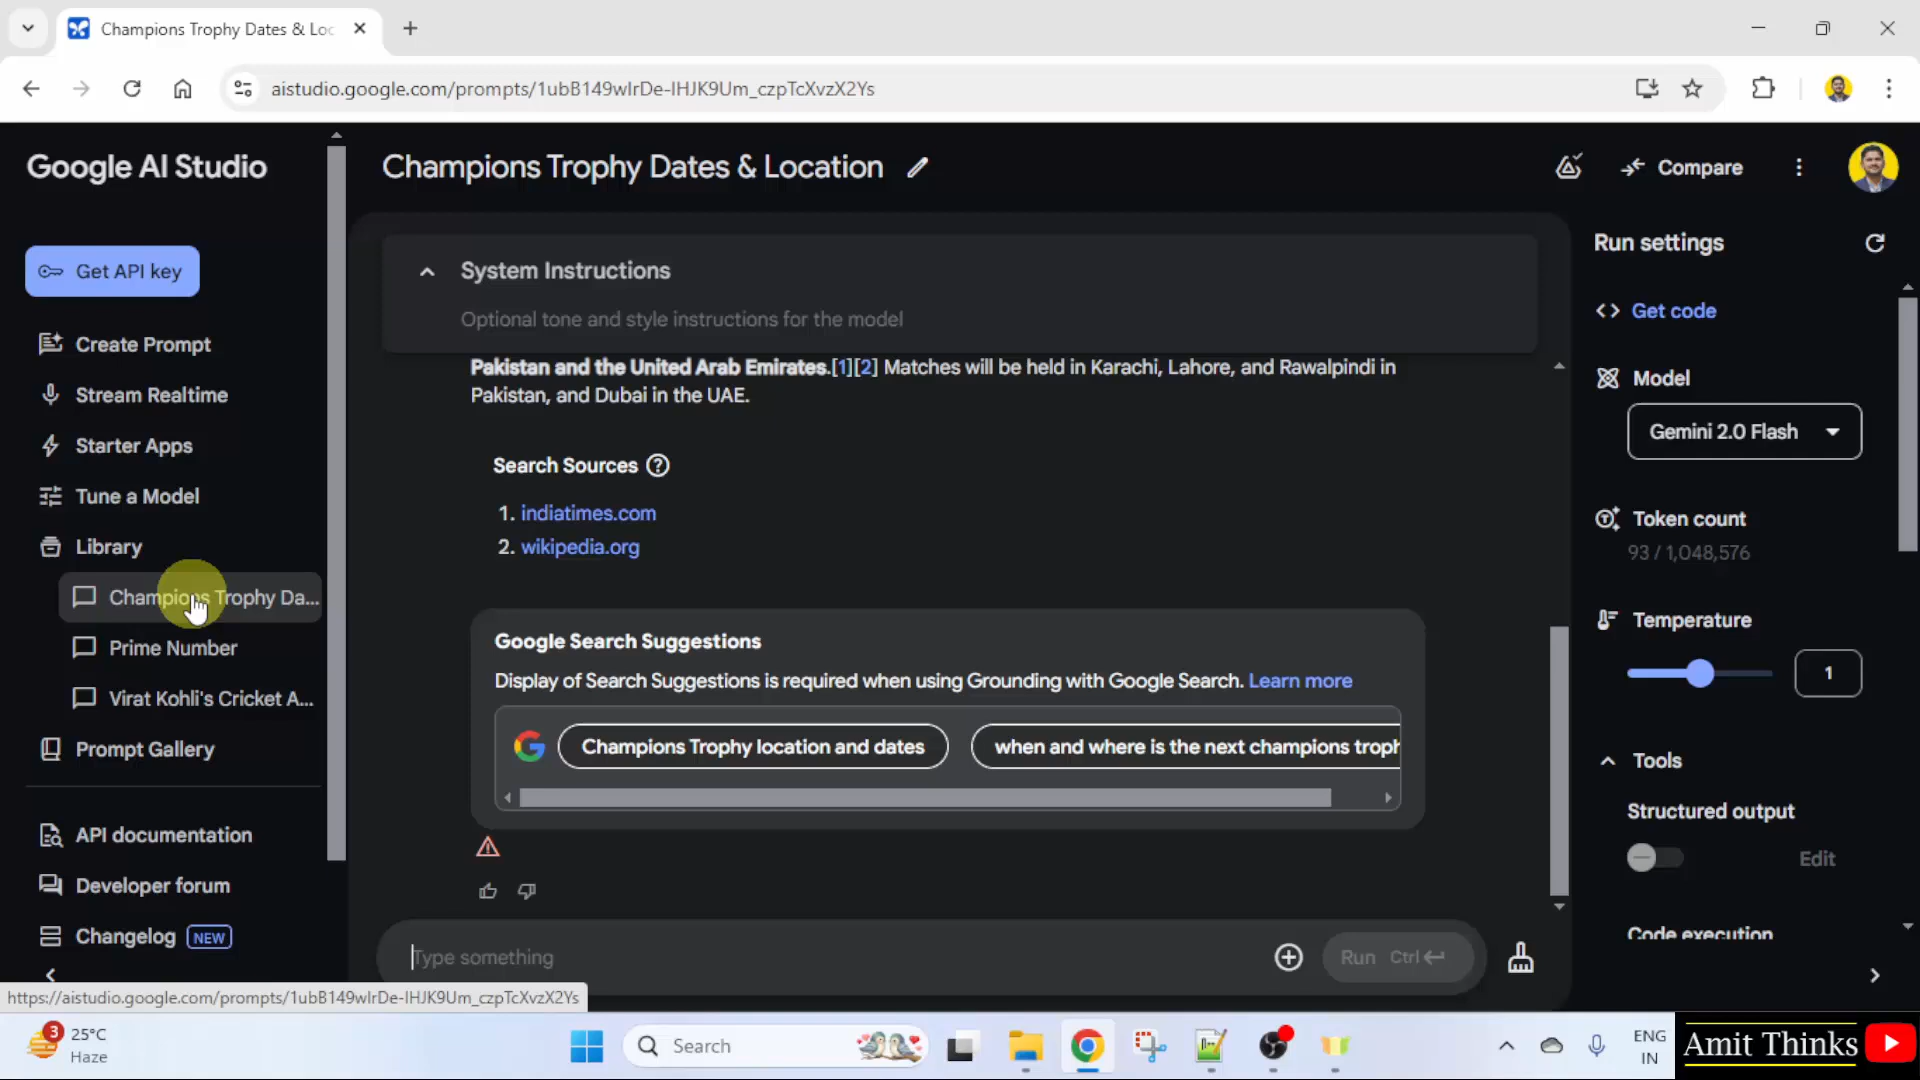 Champions Trophy Dates & Loc
aistudio.google.com/prompts/1ubB149wIrDe-IHJK9Um_czpTcXvzX2Ys
Google AI Studio
Get API key
Create Prompt
Stream Realtime
Starter Apps
Tune a Model
Library
Champions Trophy Da...
Prime Number
Virat Kohli's Cricket A...
Prompt Gallery
API documentation
Developer forum
Changelog NEW
https://aistudio.google.com/prompts/1ubB149wIrDe-IHJK9Um_czpTcXvzX2Ys
Champions Trophy Dates & Location
Compare
System Instructions
Optional tone and style instructions for the model
Pakistan and the United Arab Emirates.[1][2] Matches will be held in Karachi, Lahore, and Rawalpindi in
Pakistan, and Dubai in the UAE.
Search Sources
1. indiatimes.com
2. wikipedia.org
Google Search Suggestions
Display of Search Suggestions is required when using Grounding with Google Search. Learn more
Champions Trophy location and dates
when and where is the next champions troph
Type something
Run Ctrl
Run settings
Get code
Model
Gemini 2.0 Flash
Token count
93 / 1,048,576
Temperature
1
Tools
Structured output
Edit
Code execution
3
25°C
Haze
Search
ENG
IN
Amit Thinks